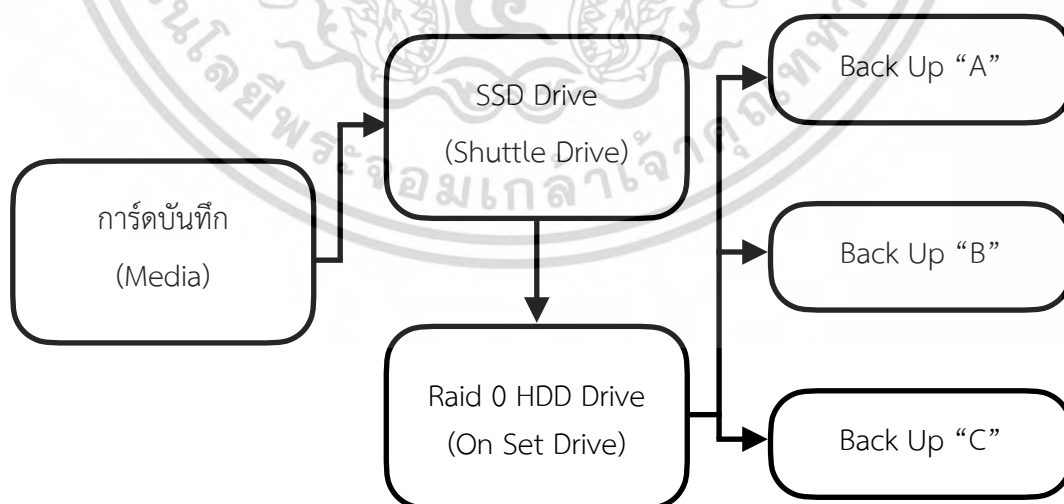 การ์ดบันทึก
(Media)
SSD Drive
(Shuttle Drive)
Raid 0 HDD Drive
(On Set Drive)
Back Up “A”
Back Up “B”
Back Up “C”